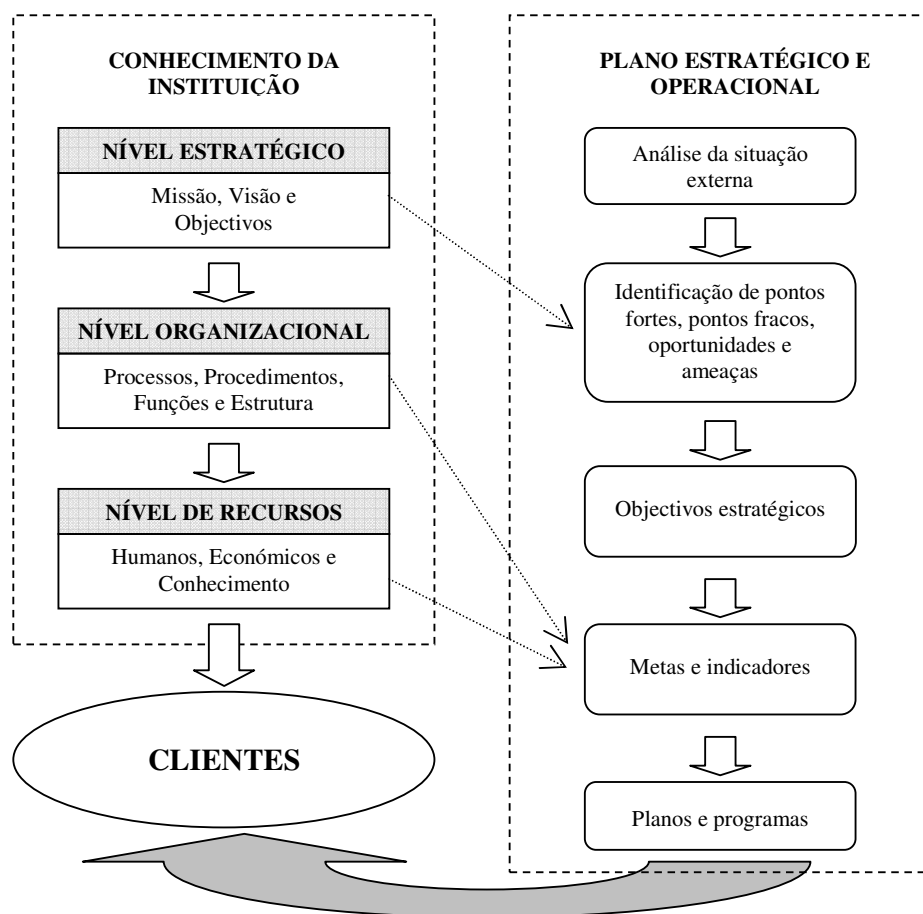 CONHECIMENTO DA
INSTITUIÇÃO
NÍVEL ESTRATÉGICO
Missão, Visão e
Objectivos
NÍVEL ORGANIZACIONAL
Processos, Procedimentos,
Funções e Estrutura
NÍVEL DE RECURSOS
Humanos, Económicos e
Conhecimento
CLIENTES
PLANO ESTRATÉGICO E
OPERACIONAL
Análise da situação
externa
Identificação de pontos
fortes, pontos fracos,
oportunidades e
ameaças
Objectivos estratégicos
Metas e indicadores
Planos e programas